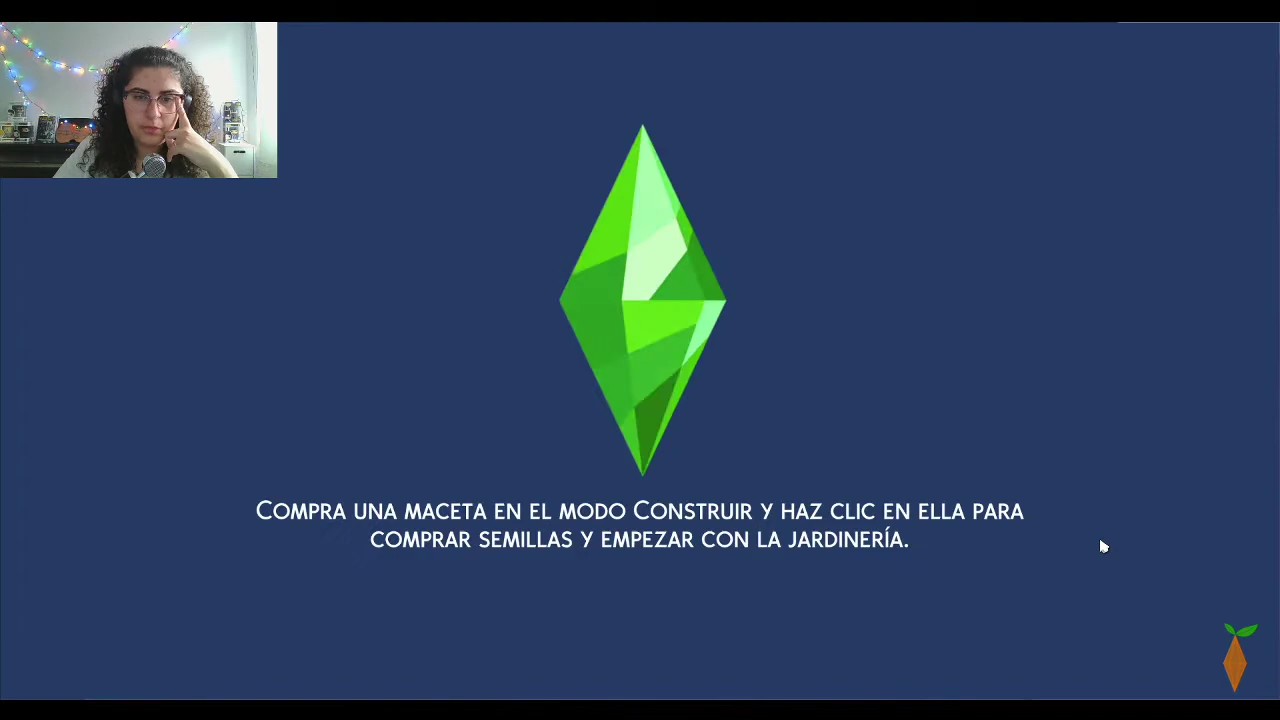 Compra una maceta en el modo Construir y haz clic en ella para
comprar semillas y empezar con la jardinería.